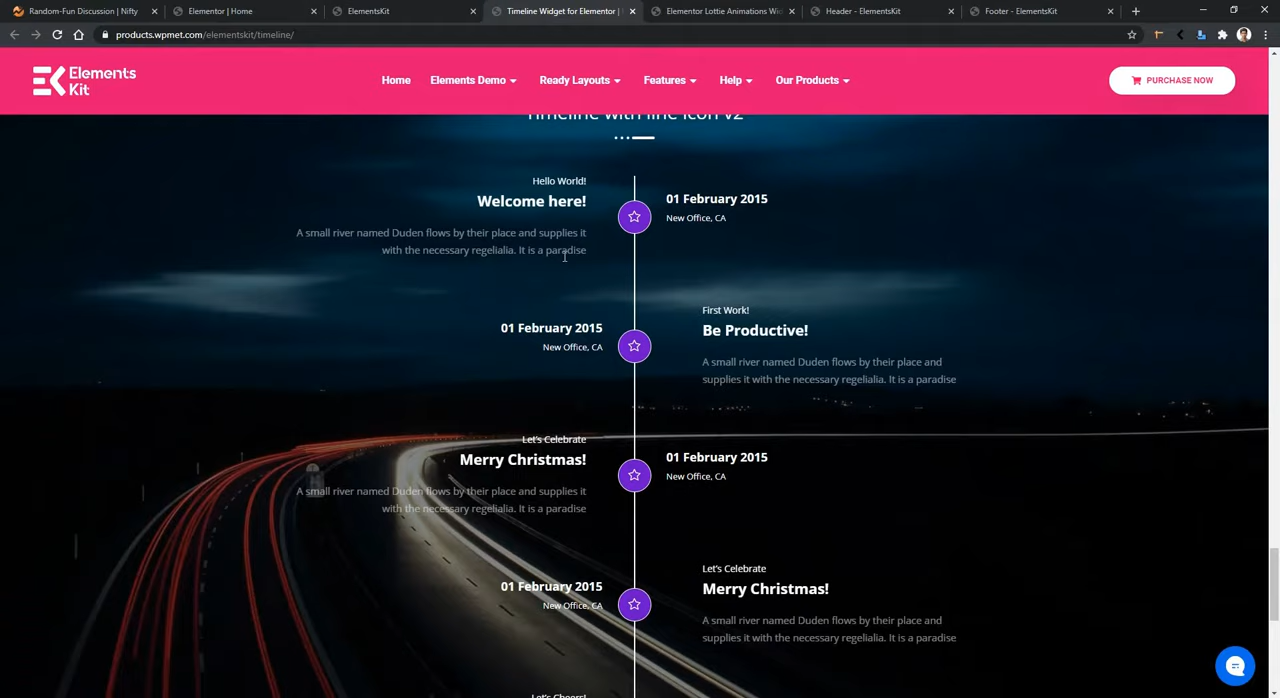 Random-Fun Discussion | Nifty
Elementor | Home
ElementsKit
Timeline Widget for Elementor |
Elementor Lottie Animations Wi
Header - ElementsKit
Footer - ElementsKit
products.wpmet.com/elementskit/timeline/
Elements
Kit
Home
Elements Demo
Ready Layouts
Features
Help
Our Products
PURCHASE NOW
Timeline with line icon v2
Hello World!
Welcome here!
A small river named Duden flows by their place and supplies it
with the necessary regelialia. It is a paradise
01 February 2015
New Office, CA
01 February 2015
New Office, CA
First Work!
Be Productive!
A small river named Duden flows by their place and
supplies it with the necessary regelialia. It is a paradise
Let's Celebrate
Merry Christmas!
A small river named Duden flows by their place and supplies it
with the necessary regelialia. It is a paradise
01 February 2015
New Office, CA
01 February 2015
New Office, CA
Let's Celebrate
Merry Christmas!
A small river named Duden flows by their place and
supplies it with the necessary regelialia. It is a paradise
Let's Cheers!